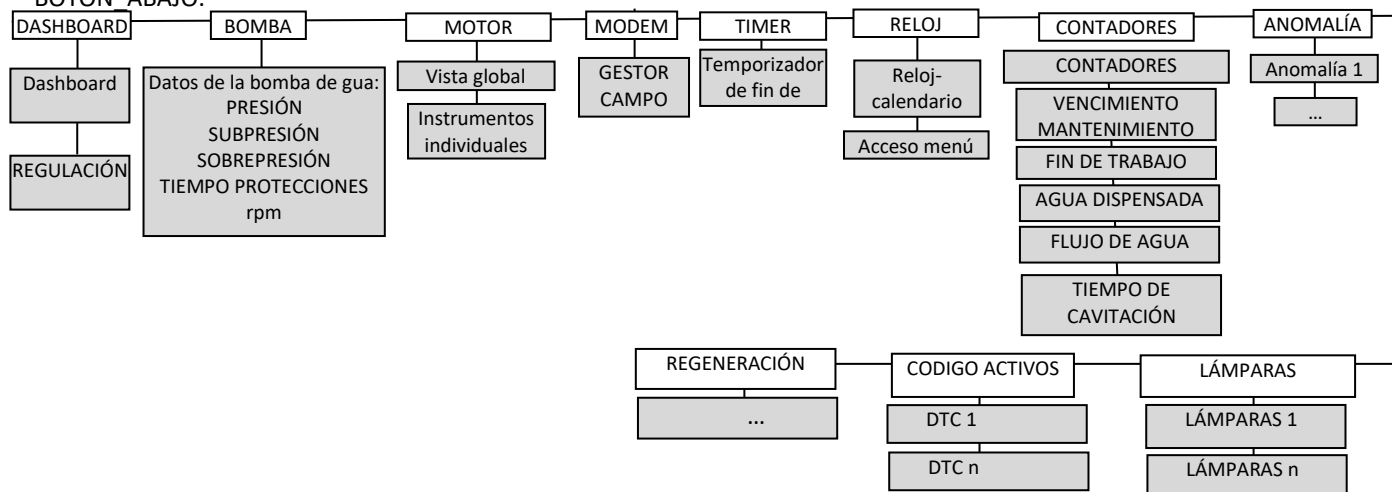 BOTÓN_ABAJO:
DASHBOARD
BOMBA
MOTOR
MODEM
TIMER
RELOJ
CONTADORES
ANOMALÍA
Dashboard
REGULACIÓN
Datos de la bomba de gua:
PRESIÓN
SUBPRESIÓN
SOBREPRESIÓN
TIEMPO PROTECCIONES
rpm
Vista global
Instrumentos
individuales
GESTOR
CAMPO
Temporizador
de fin de
Reloj-
calendario
Acceso menú
CONTADORES
VENCIMIENTO
MANTENIMIENTO
FIN DE TRABAJO
AGUA DISPENSADA
FLUJO DE AGUA
TIEMPO DE
CAVITACIÓN
Anomalía 1
...
REGENERACIÓN
CODIGO ACTIVOS
LÁMPARAS
...
DTC 1
DTC n
LÁMPARAS 1
LÁMPARAS n